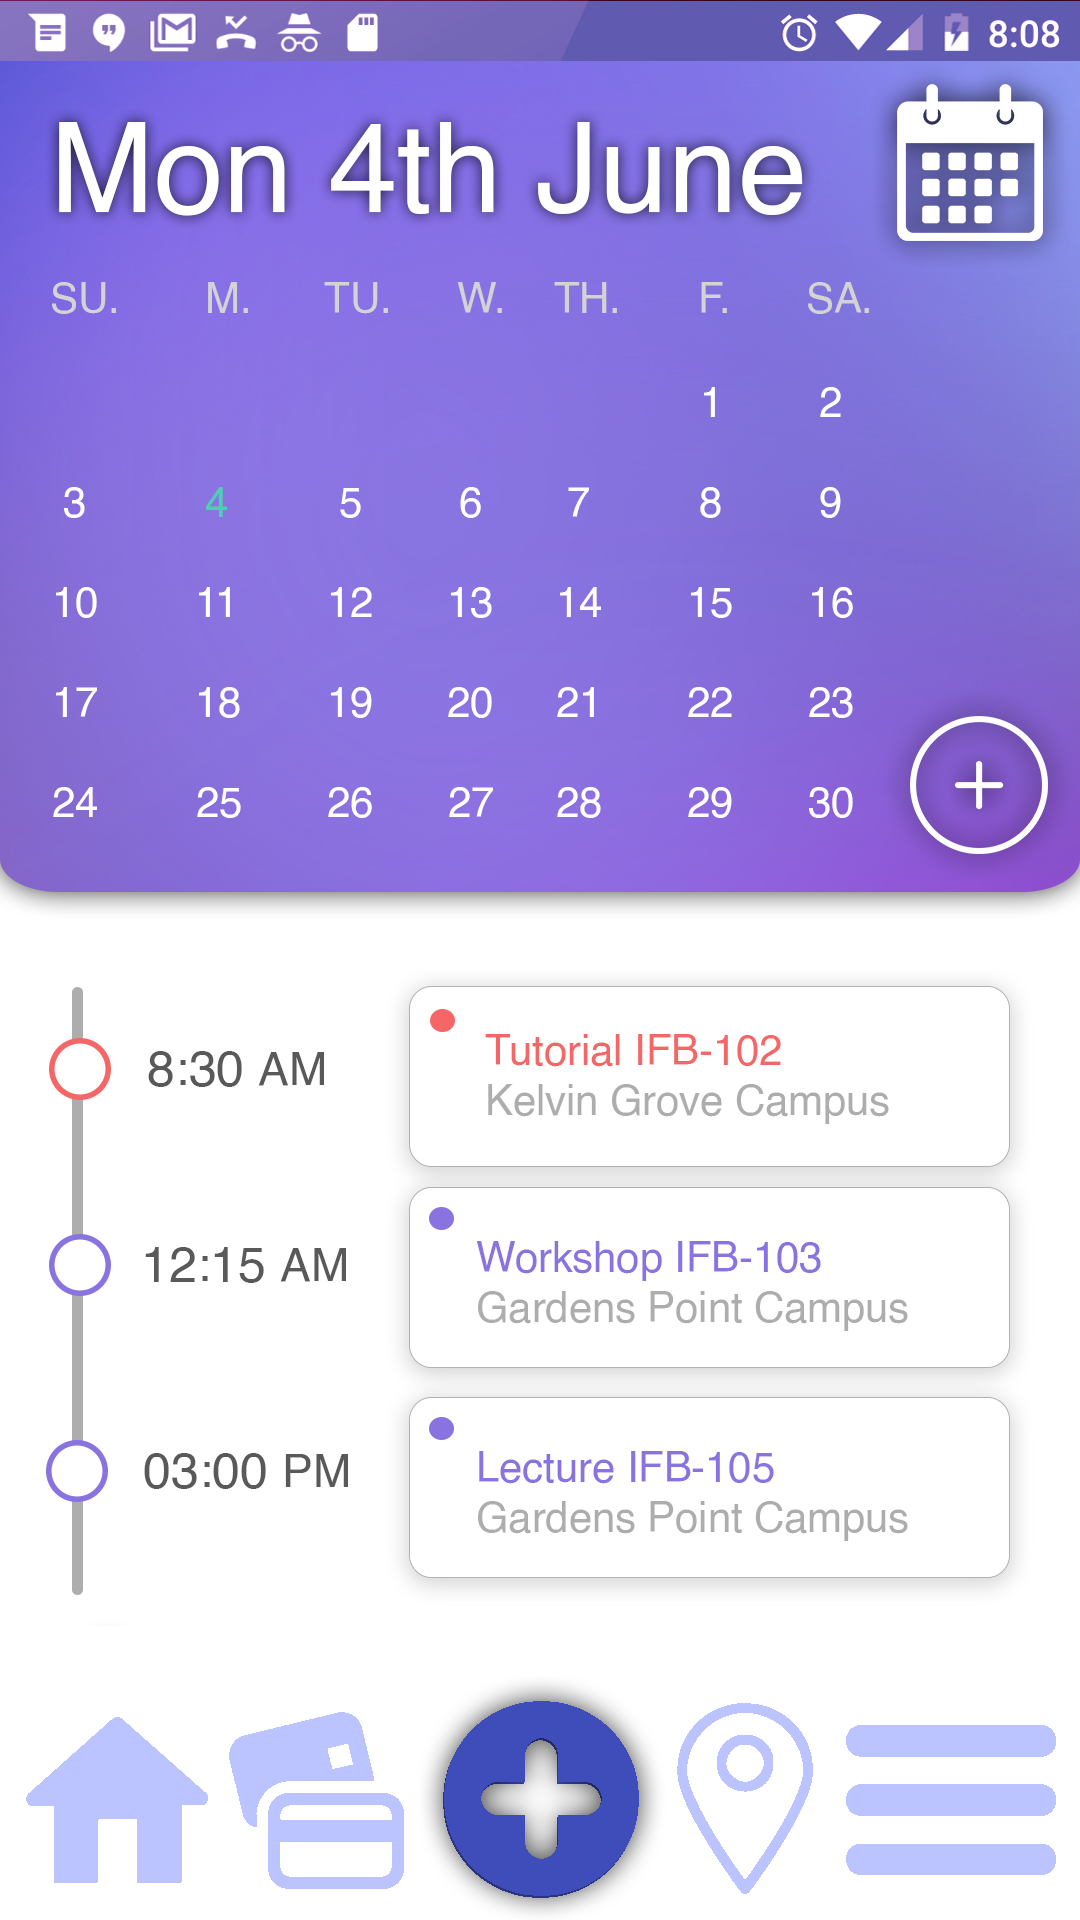 8:08
Mon 4th June
SU. M. TU. W. TH. F. SA.
1 2
3 4 5 6 7 8 9
10 11 12 13 14 15 16
17 18 19 20 21 22 23
24 25 26 27 28 29 30
8:30 AM
Tutorial IFB-102
Kelvin Grove Campus
12:15 AM
Workshop IFB-103
Gardens Point Campus
03:00 PM
Lecture IFB-105
Gardens Point Campus